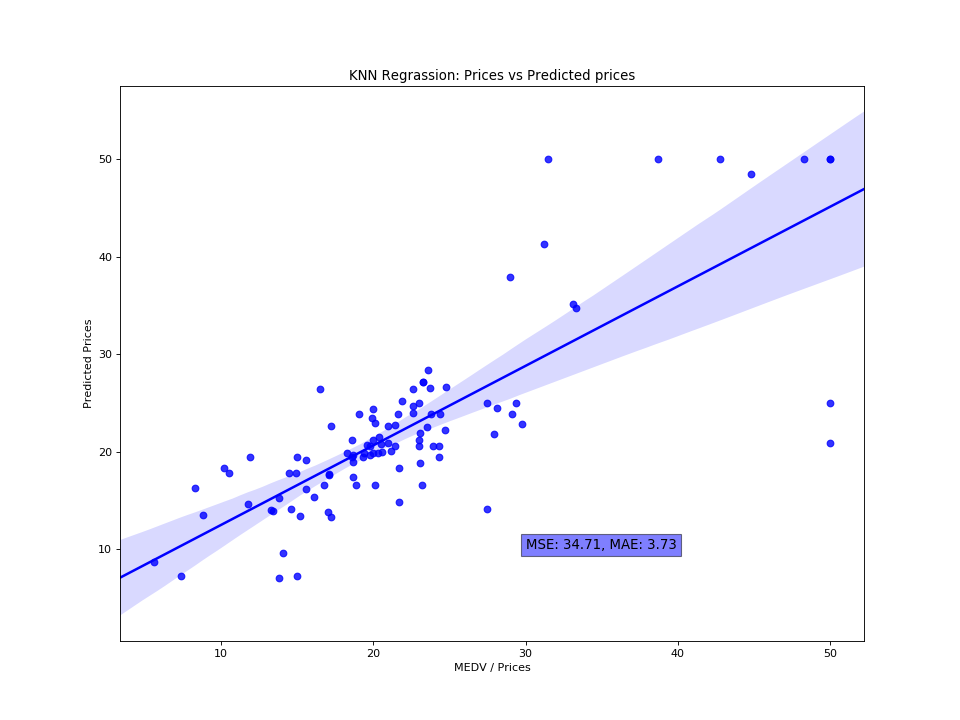 KNN Regrassion: Prices vs Predicted prices
50
40
30
20
10
Predicted Prices
MSE: 34.71, MAE: 3.73
10 20 30 40 50
MEDV / Prices